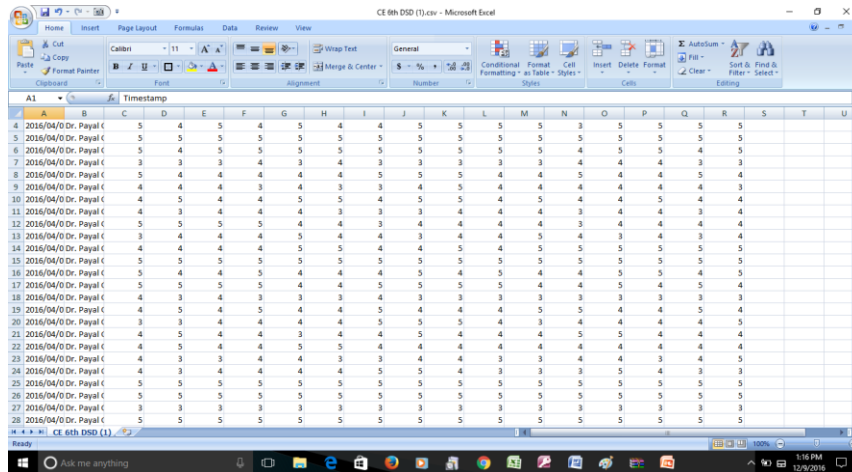 CE 6th DSD (1).csv - Microsoft Excel
Home Insert Page Layout Formulas Data Review View
Paste Cut Copy Format Painter Clipboard
Calibri 11 A A B I U A Font
Wrap Text Merge & Center Alignment
General $ % , Number
Conditional Formatting Format as Table Cell Styles Styles
Insert Delete Format Cells
Σ AutoSum Fill Clear Sort & Filter Find & Select Editing
A1 fx Timestamp
A B C D E F G H I J K L M N O P Q R S T U
4 2016/04/0 Dr. Payal 5 4 5 4 5 4 4 5 5 5 5 3 5 5 5 5
5 2016/04/0 Dr. Payal 5 5 5 5 5 5 5 5 5 5 5 5 5 5 5 5
6 2016/04/0 Dr. Payal 5 4 5 5 5 5 5 5 5 5 5 4 5 5 4 5
7 2016/04/0 Dr. Payal 3 3 3 4 3 4 3 3 3 3 3 4 4 4 3 3
8 2016/04/0 Dr. Payal 4 4 4 4 4 4 5 5 5 4 4 5 4 4 5 4
9 2016/04/0 Dr. Payal 4 4 4 3 4 3 3 4 5 4 4 4 4 4 4 3
10 2016/04/0 Dr. Payal 4 5 4 4 5 5 4 5 5 4 5 4 4 5 4 4
11 2016/04/0 Dr. Payal 4 3 4 4 4 3 3 3 4 4 4 3 4 4 3 4
12 2016/04/0 Dr. Payal 5 5 5 5 4 4 3 4 4 4 4 3 4 4 4 4
13 2016/04/0 Dr. Payal 3 4 4 4 5 4 4 3 4 4 5 4 3 4 3 4
14 2016/04/0 Dr. Payal 4 4 4 4 5 5 4 4 5 4 5 5 5 5 5 5
15 2016/04/0 Dr. Payal 5 5 5 5 5 5 5 5 5 5 5 5 5 5 5 5
16 2016/04/0 Dr. Payal 5 4 4 5 4 4 5 4 5 4 4 5 5 4 5
17 2016/04/0 Dr. Payal 5 5 5 5
18 2016/04/0 Dr. Payal 4 3 4 3 3 3 4 3 3 3 3 3 3 3 3 3
19 2016/04/0 Dr. Payal 4 5 4 5 4 4 5 5 4 4 5 5 4 4 5 4
20 2016/04/0 Dr. Payal 3 3 4 4 4 4 5 5 5 4 3 4 4 4 5 4
21 2016/04/0 Dr. Payal 4 5 4 4 3 4 4 5 4 4 4 5 5 4 4 4
22 2016/04/0 Dr. Payal 4 5 4 4 5 5 4 4 4 4 4 4 4 4 4 4
23 2016/04/0 Dr. Payal 4 3 3 4 4 3 3 4 4 3 3 4 4 3 4 5
24 2016/04/0 Dr. Payal 4 3 4 4 4 4 5 5 4 3 3 3 5 4 3 3
25 2016/04/0 Dr. Payal 5 5 5 5 5 5 5 5 5 5 5 5 5 5 5 5
26 2016/04/0 Dr. Payal 5 5 5 5 5 5 5 5 5 5 5 5 5 5 5 5
27 2016/04/0 Dr. Payal 3 3 3 3 3 3 3 3 3 3 3 3 3 3 3 3
28 2016/04/0 Dr. Payal 5 5 5 5 5 5 5 5 5 5 5 5 5 5 5 5
CE 6th DSD (1)
Ready 100%
Ask me anything
1:16 PM
12/9/2016